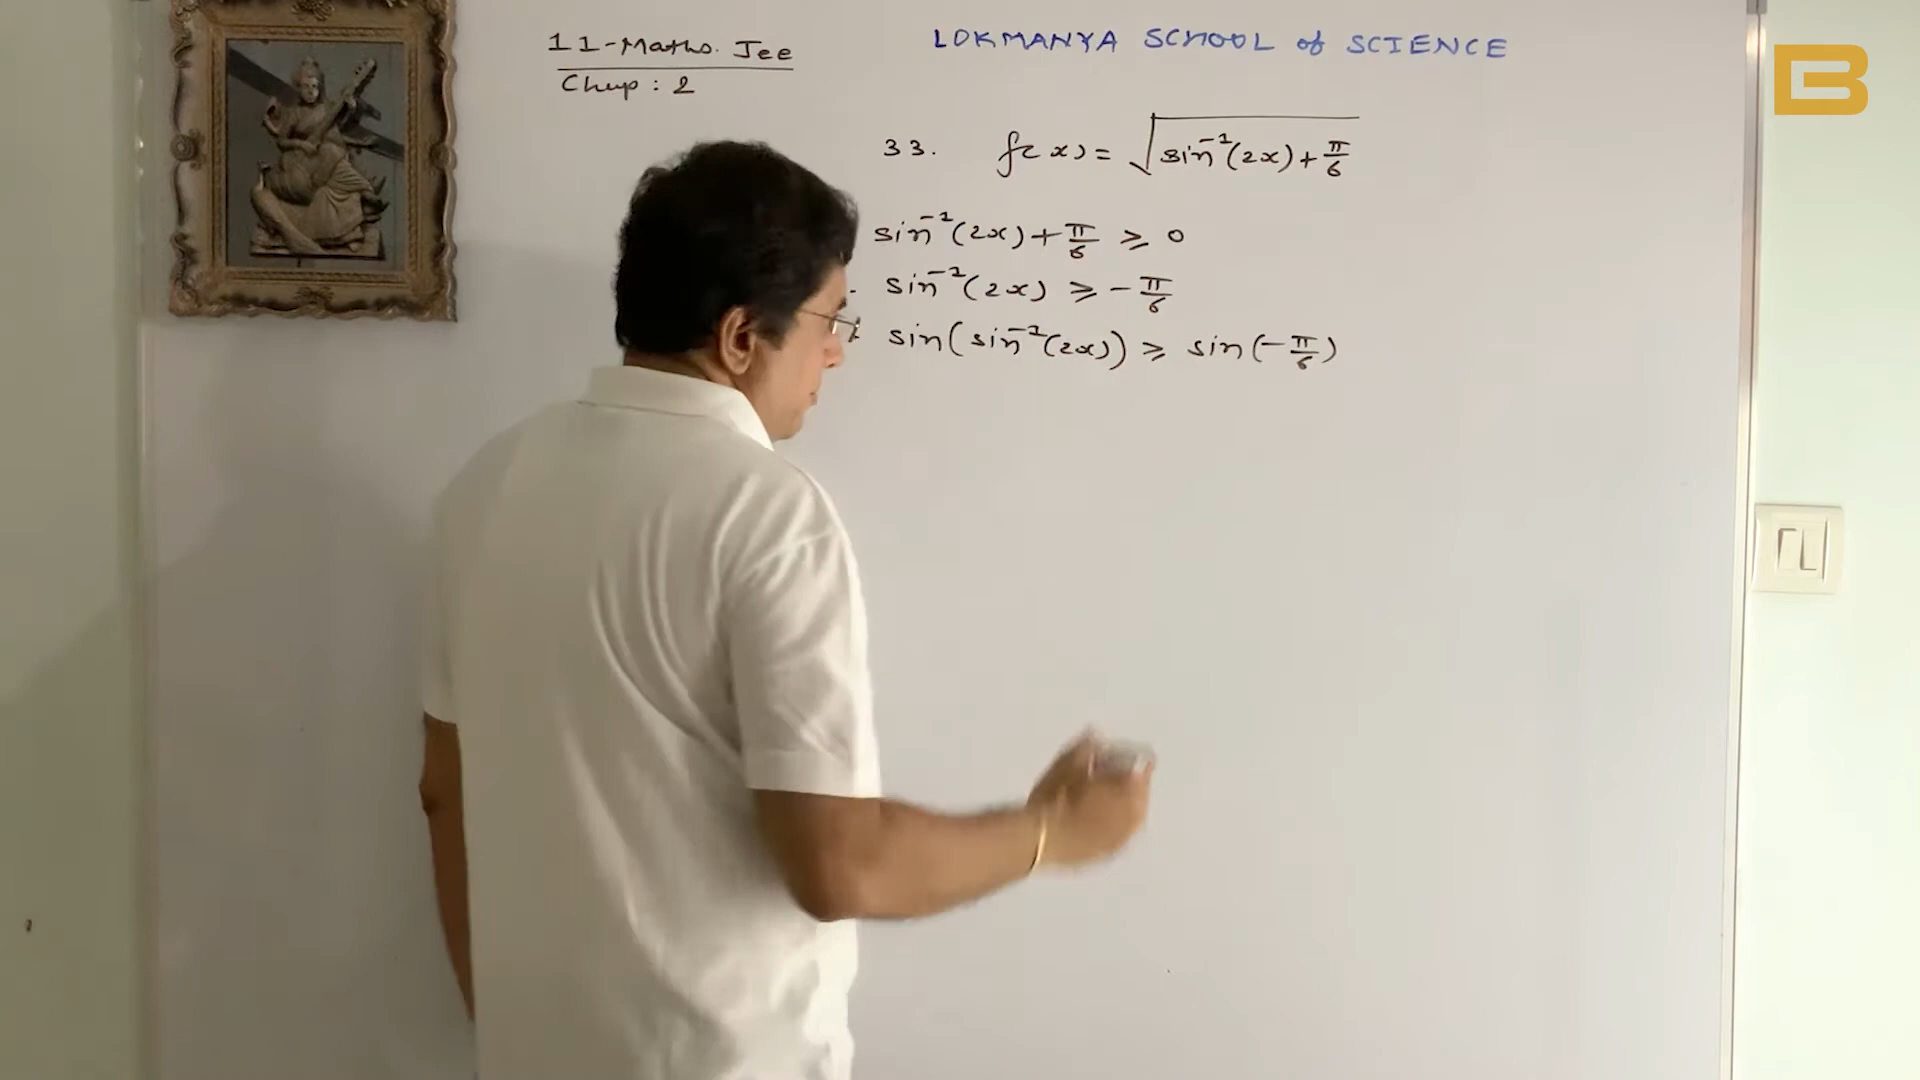 11-Maths. Jee
Chap : 2
LOKMANYA SCHOOL of SCIENCE
33. f(x) = √(sin⁻¹(2x) + π/6)
sin⁻¹(2x) + π/6 ⩾ 0
sin⁻¹(2x) ⩾ - π/6
sin(sin⁻¹(2x)) ⩾ sin(- π/6)